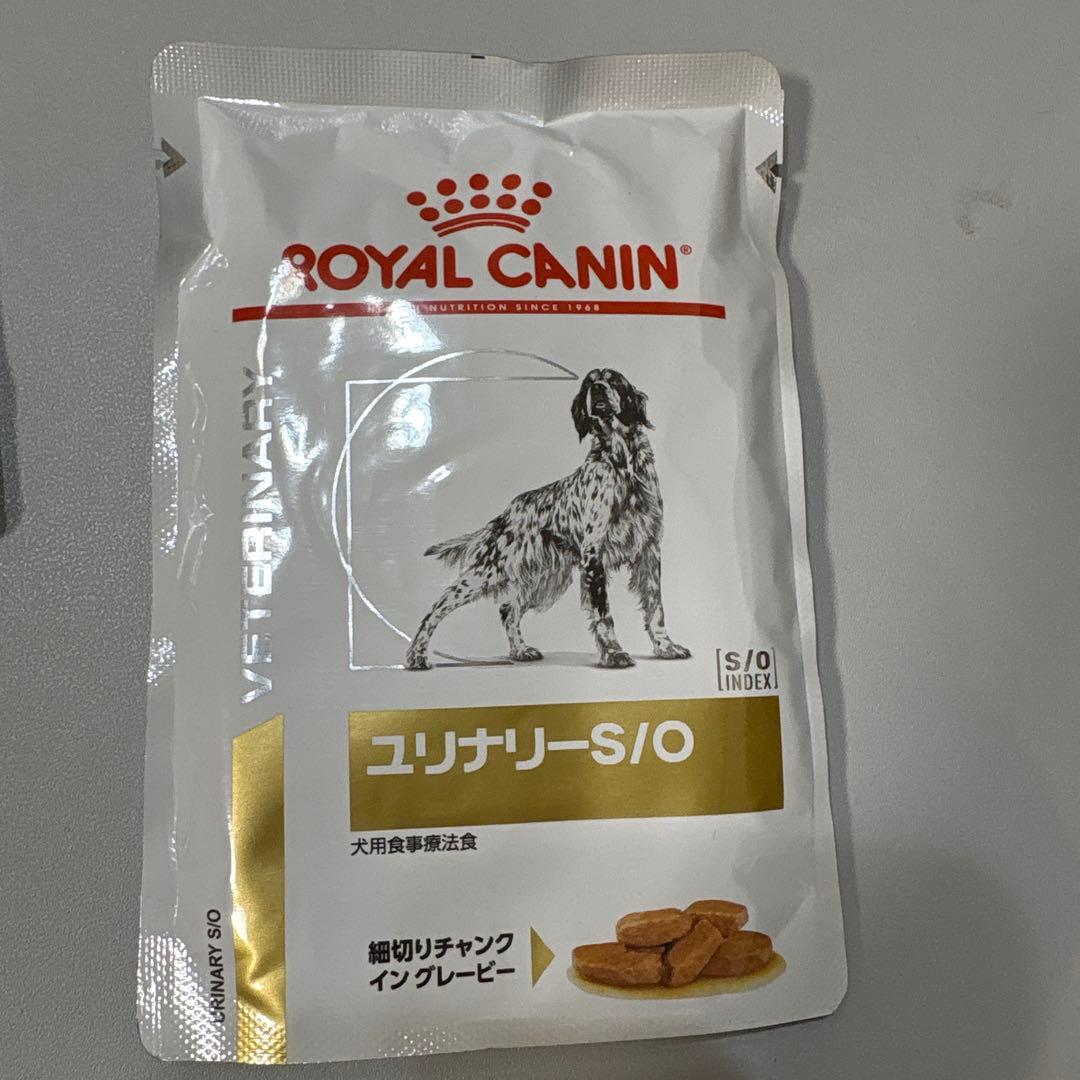 ROYAL CANIN®
NUTRITION SINCE 1968
VETERINARY
S/O
INDEX
ユリナリーS/O
犬用食事療法食
細切りチャンク
イン グレービー
URINARY S/O